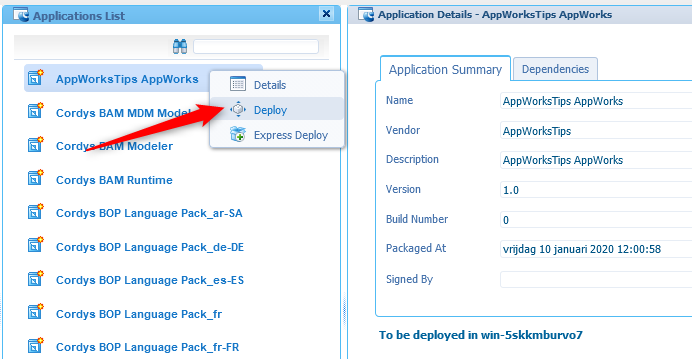 Applications List
AppWorksTips AppWorks
Details
Deploy
Express Deploy
Cordys BAM MDM Model
Cordys BAM Modeler
Cordys BAM Runtime
Cordys BOP Language Pack_ar-SA
Cordys BOP Language Pack_de-DE
Cordys BOP Language Pack_es-ES
Cordys BOP Language Pack_fr
Cordys BOP Language Pack_fr-FR
Application Details - AppWorksTips AppWorks
Application Summary Dependencies
Name AppWorksTips AppWorks
Vendor AppWorksTips
Description AppWorksTips AppWorks
Version 1.0
Build Number 0
Packaged At vrijdag 10 januari 2020 12:00:58
Signed By
To be deployed in win-5skkmburvo7